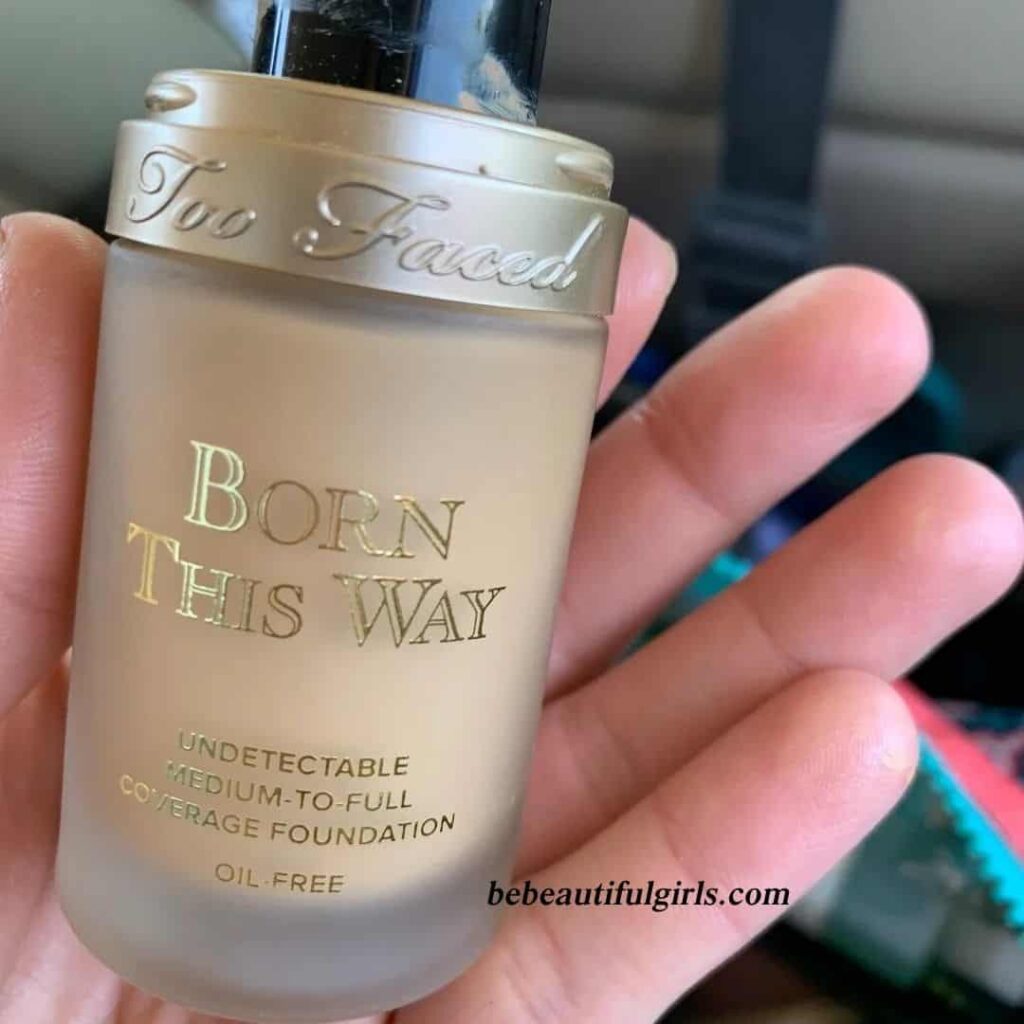 Too Faced
BORN
THIS WAY
UNDETECTABLE
MEDIUM-TO-FULL
COVERAGE FOUNDATION
OIL-FREE
bebeautifulgirls.com